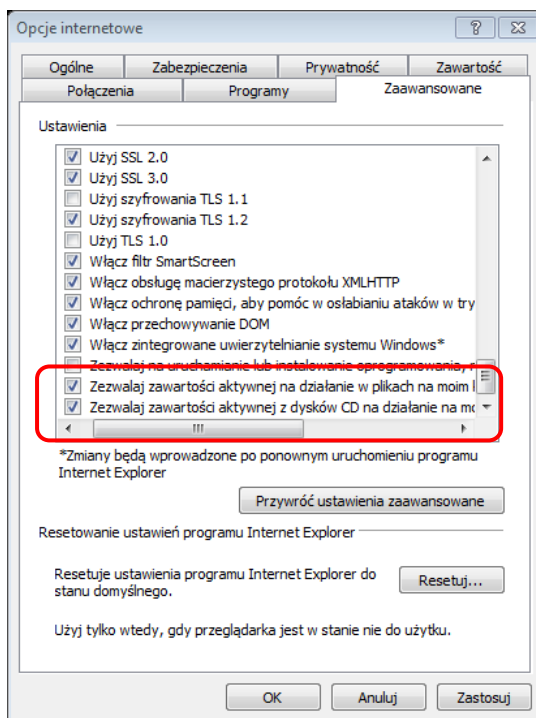 Opcje internetowe
Ogólne Zabezpieczenia Prywatność Zawartość
Połączenia Programy Zaawansowane
Ustawienia
Użyj SSL 2.0
Użyj SSL 3.0
Użyj szyfrowania TLS 1.1
Użyj szyfrowania TLS 1.2
Użyj TLS 1.0
Włącz filtr SmartScreen
Włącz obsługę macierzystego protokołu XMLHTTP
Włącz ochronę pamięci, aby pomóc w osłabianiu ataków w try
Włącz przechowywanie DOM
Włącz zintegrowane uwierzytelnianie systemu Windows*
Zezwalaj na uruchamianie lub instalowanie oprogramowania,
Zezwalaj zawartości aktywnej na działanie w plikach na moim
Zezwalaj zawartości aktywnej z dysków CD na działanie na
*Zmiany będą wprowadzone po ponownym uruchomieniu programu
Internet Explorer
Przywróć ustawienia zaawansowane
Resetowanie ustawień programu Internet Explorer
Resetuje ustawienia programu Internet Explorer do
stanu domyślnego.
Resetuj...
Użyj tylko wtedy, gdy przeglądarka jest w stanie nie do użytku.
OK Anuluj Zastosuj